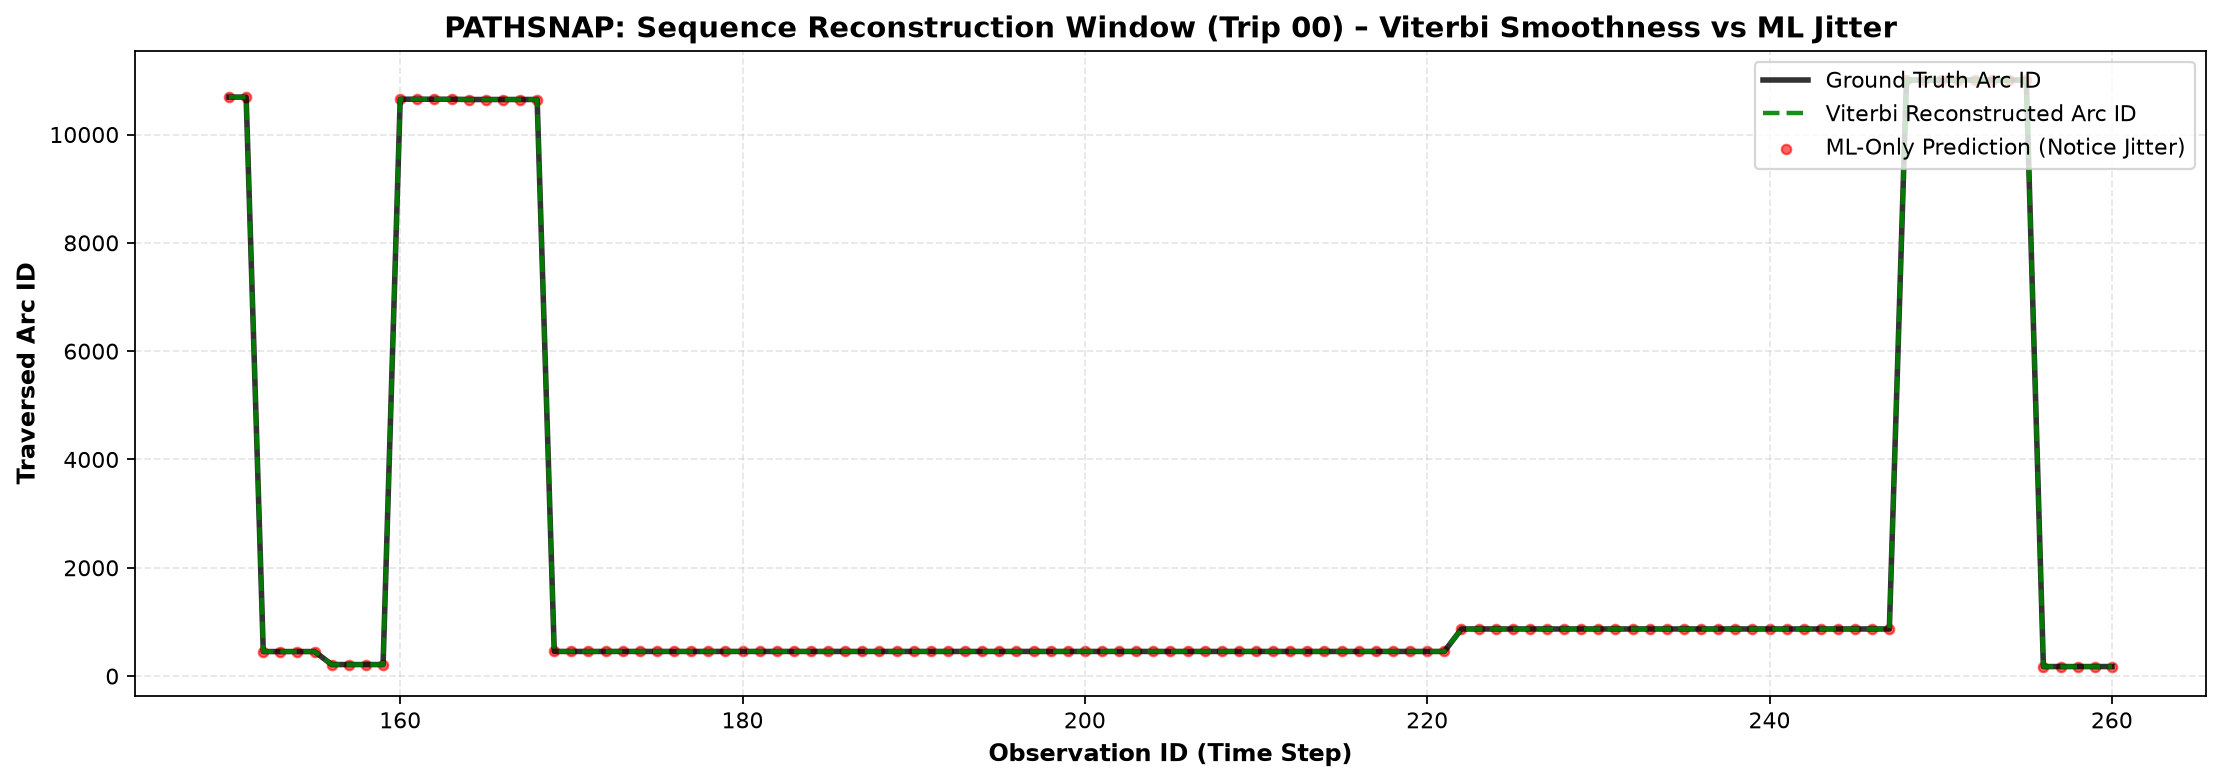 PATHSNAP: Sequence Reconstruction Window (Trip 00) – Viterbi Smoothness vs ML Jitter
Ground Truth Arc ID
Viterbi Reconstructed Arc ID
ML-Only Prediction (Notice Jitter)
Traversed Arc ID
10000
8000
6000
4000
2000
0
160
180
200
220
240
260
Observation ID (Time Step)